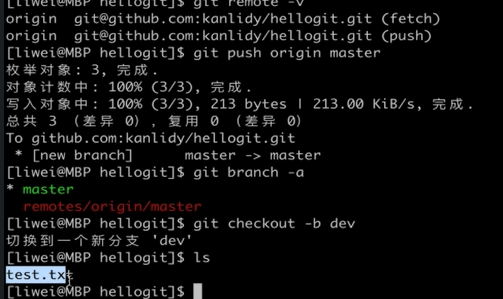 [liwei@MBP hellogit]$ git remote -v
origin  git@github.com:kanlidy/hellogit.git (fetch)
origin  git@github.com:kanlidy/hellogit.git (push)
[liwei@MBP hellogit]$ git push origin master
枚举对象: 3, 完成.
对象计数中: 100% (3/3), 完成.
写入对象中: 100% (3/3), 213 bytes | 213.00 KiB/s, 完成.
总共 3 （差异 0），复用 0 （差异 0）
To github.com:kanlidy/hellogit.git
 * [new branch]      master -> master
[liwei@MBP hellogit]$ git branch -a
* master
  remotes/origin/master
[liwei@MBP hellogit]$ git checkout -b dev
切换到一个新分支 'dev'
[liwei@MBP hellogit]$ ls
test.txt
[liwei@MBP hellogit]$